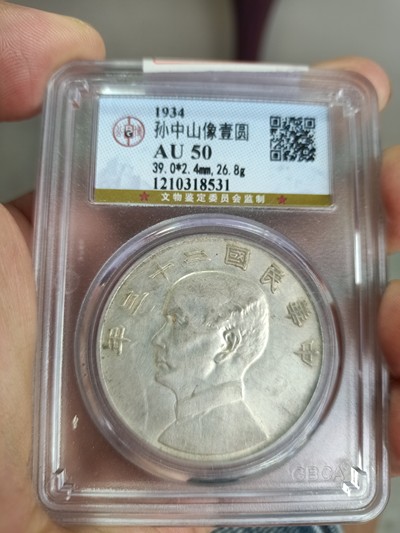 1934
孙中山像壹圆
AU 50
39.0*2.4mm,26.8g
1210318531
★ 文物鉴定委员会监制 ★
年三十二國民華中
GBCA